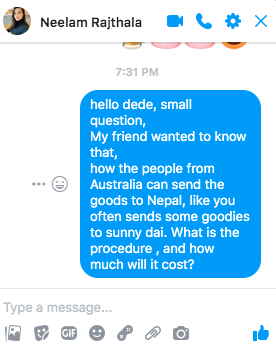 Neelam Rajthala
7:31 PM
hello dede, small
question,
My friend wanted to know
that,
how the people from
Australia can send the
goods to Nepal, like you
often sends some goodies
to sunny dai. What is the
procedure , and how
much will it cost?
Type a message...
GIF